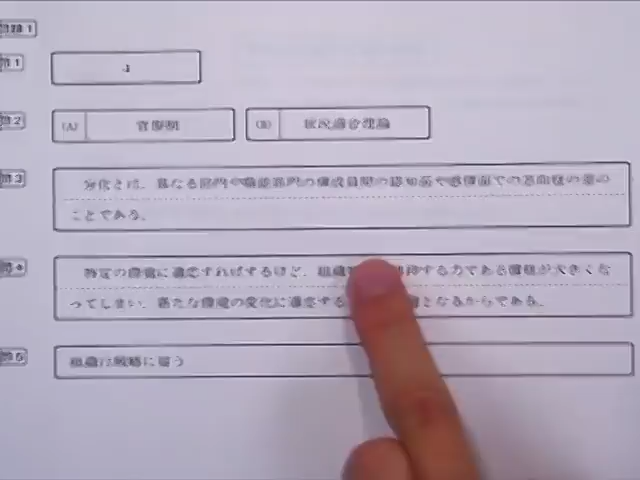 問題1
問1 4
問2 (A) 官僚制 (B) 状況適合理論
問3 分化とは、異なる部門や職能部門の構成員間の認知面や感情面での志向性の差の
ことである。
問4 特定の環境に適応すればするほど、組織 する力である慣性が大きくな
ってしまい、新たな環境の変化に適応する となるからである。
問5 組織は戦略に従う